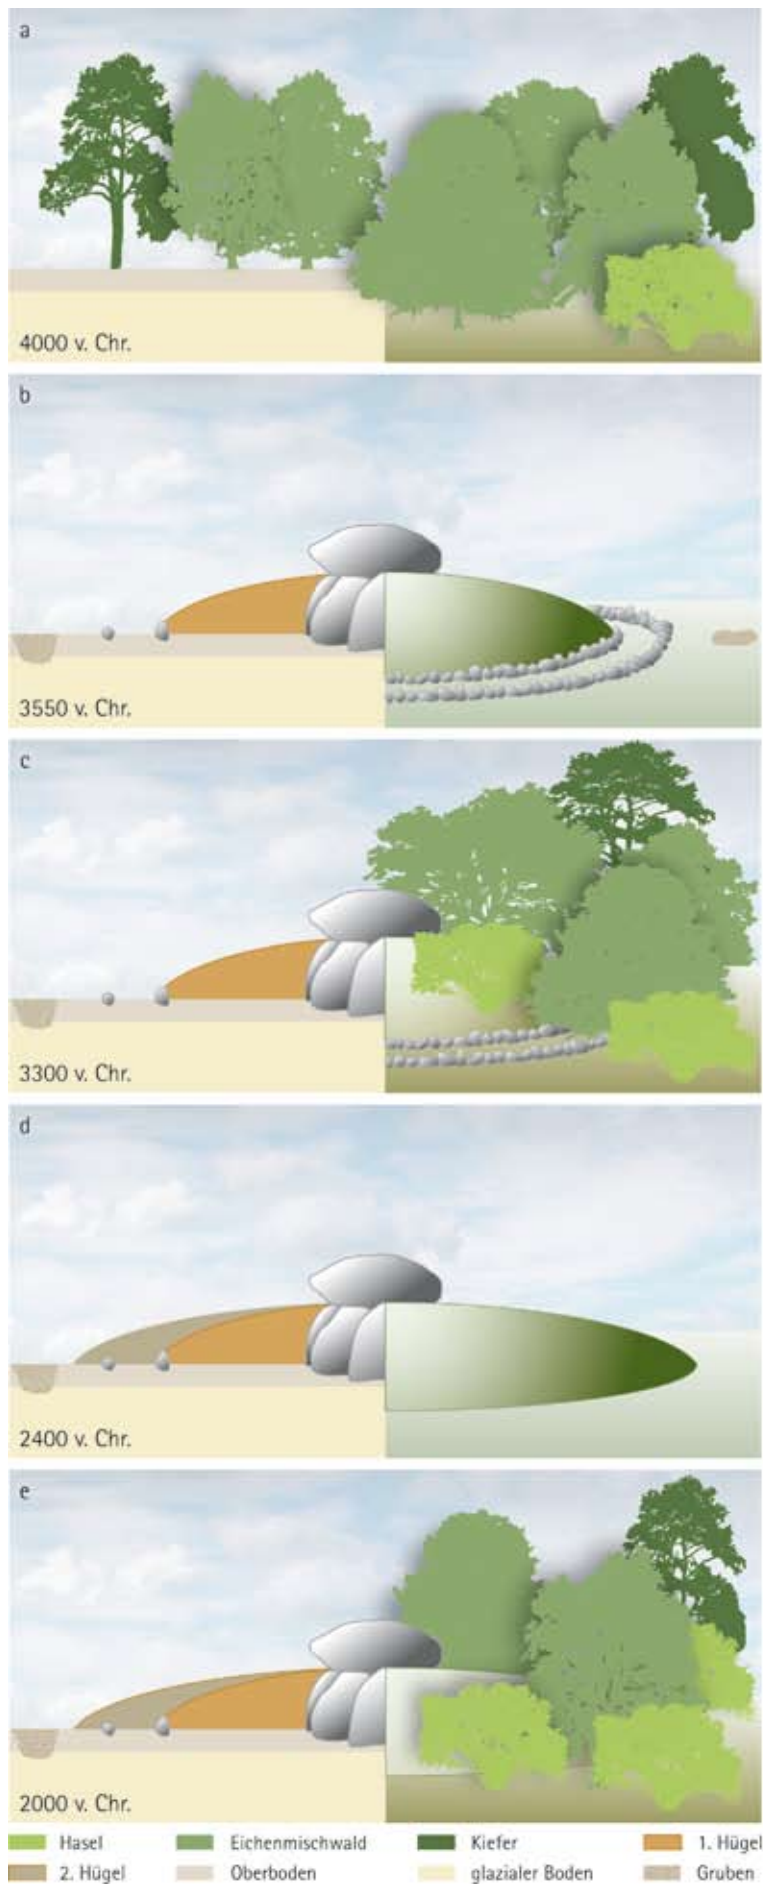 a
4000 v. Chr.
b
3550 v. Chr.
c
3300 v. Chr.
d
2400 v. Chr.
e
2000 v. Chr.
Hasel Eichenmischwald Kiefer 1. Hügel
2. Hügel Oberboden glazialer Boden Gruben